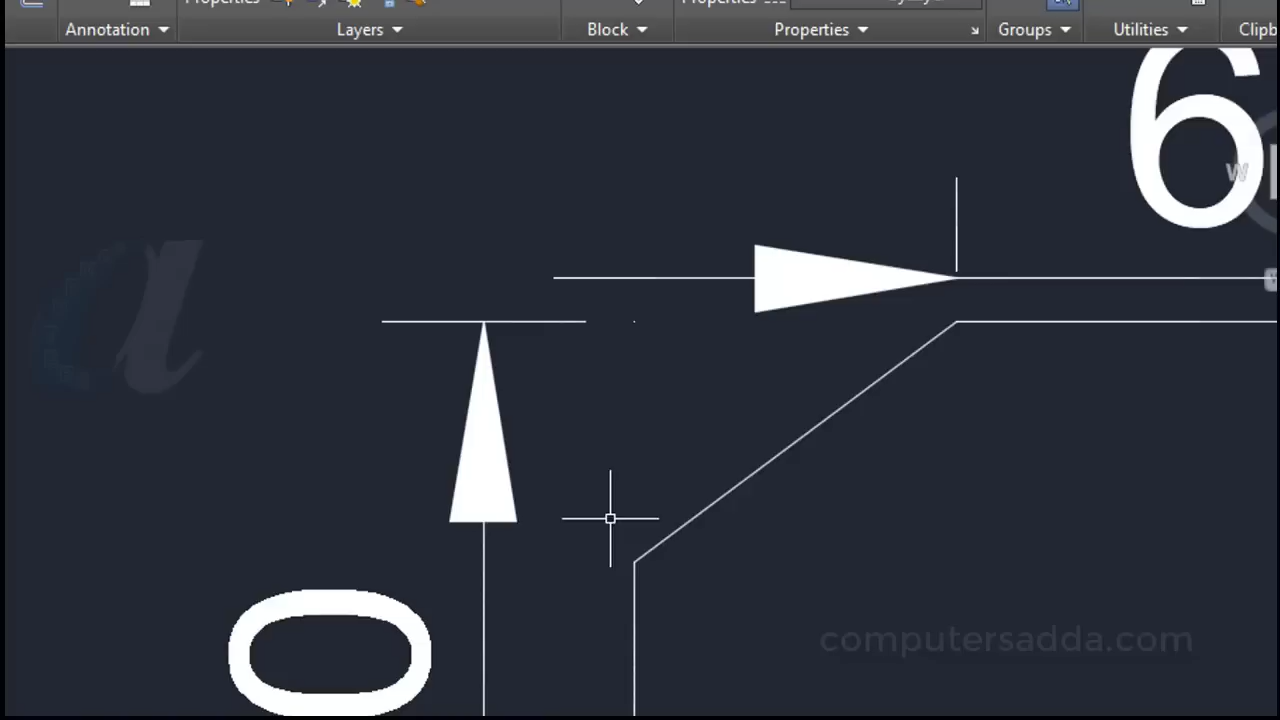 Annotation Layers Block Properties Groups Utilities
6
W
0
computersadda.com